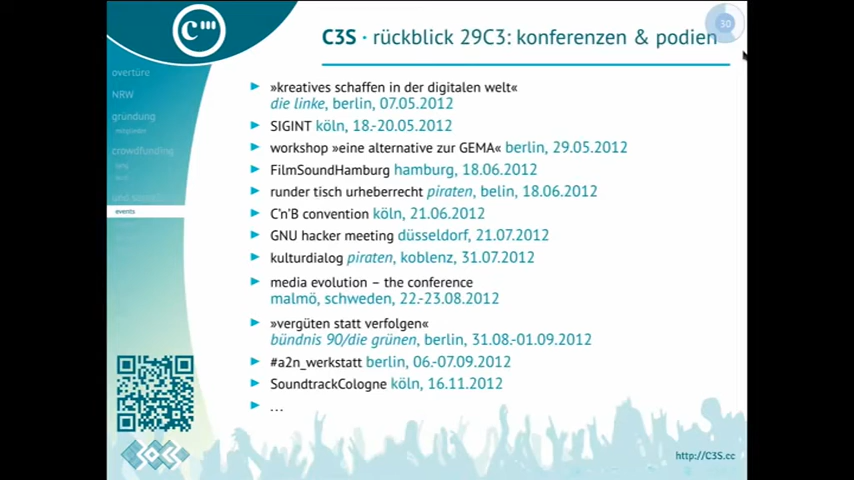 C3S · rückblick 29C3: konferenzen & podien
30
overtüre
NRW
gründung
mitglieder
crowdfunding
events
»kreatives schaffen in der digitalen welt«
die linke, berlin, 07.05.2012
SIGINT köln, 18.-20.05.2012
workshop »eine alternative zur GEMA« berlin, 29.05.2012
FilmSoundHamburg hamburg, 18.06.2012
runder tisch urheberrecht piraten, belin, 18.06.2012
C'n'B convention köln, 21.06.2012
GNU hacker meeting düsseldorf, 21.07.2012
kulturdialog piraten, koblenz, 31.07.2012
media evolution – the conference
malmö, schweden, 22.-23.08.2012
»vergüten statt verfolgen«
bündnis 90/die grünen, berlin, 31.08.-01.09.2012
#a2n_werkstatt berlin, 06.-07.09.2012
SoundtrackCologne köln, 16.11.2012
...
http://C3S.cc